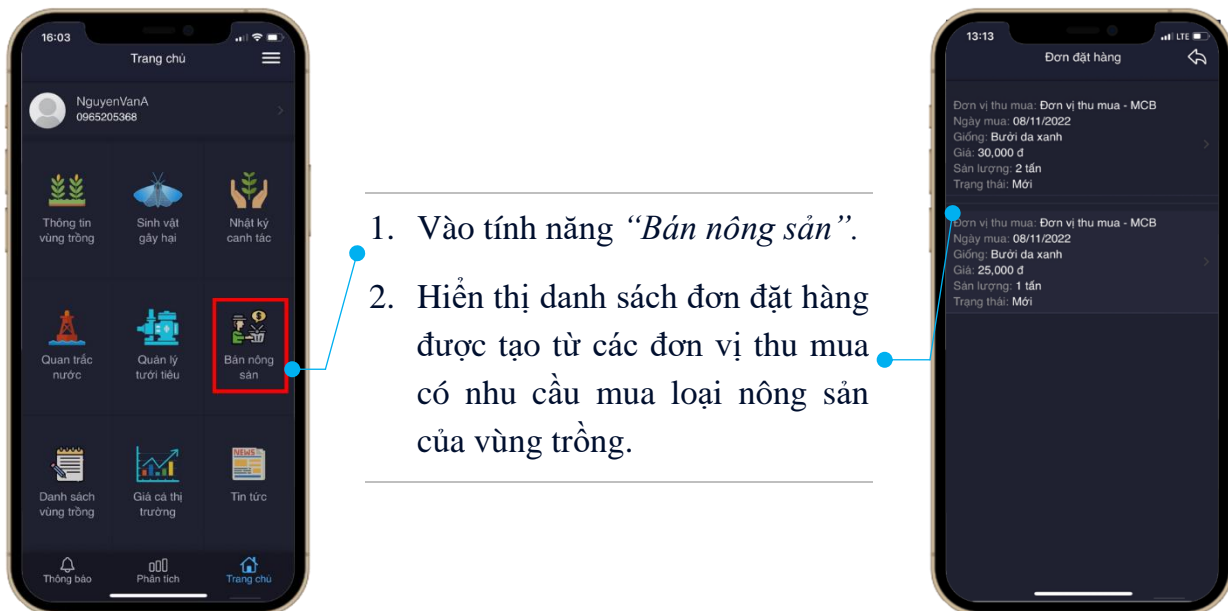 16:03
Trang chủ
NguyenVanA
0965205368
Thông tin
vùng trồng
Sinh vật
gây hại
Nhật ký
canh tác
Quan trắc
nước
Quản lý
tưới tiêu
Bán nông
sản
Danh sách
vùng trồng
Giá cả thị
trường
NEWS
Tin tức
Thông báo
Phân tích
Trang chủ
1. Vào tính năng “Bán nông sản”.
2. Hiển thị danh sách đơn đặt hàng
được tạo từ các đơn vị thu mua
có nhu cầu mua loại nông sản
của vùng trồng.
13:13
LTE
Đơn đặt hàng
Đơn vị thu mua: Đơn vị thu mua - MCB
Ngày mua: 08/11/2022
Giống: Bưởi da xanh
Giá: 30,000 đ
Sản lượng: 2 tấn
Trạng thái: Mới
Đơn vị thu mua: Đơn vị thu mua - MCB
Ngày mua: 08/11/2022
Giống: Bưởi da xanh
Giá: 25,000 đ
Sản lượng: 1 tấn
Trạng thái: Mới